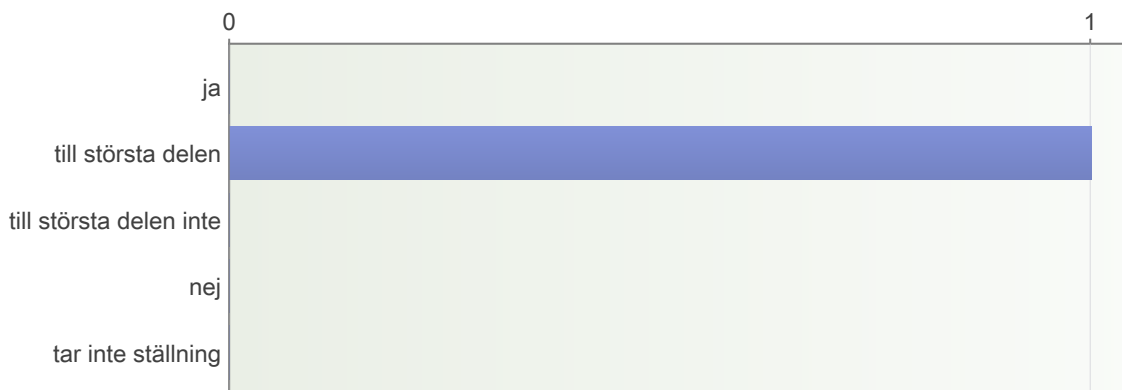 0 1
ja
till största delen
till största delen inte
nej
tar inte ställning